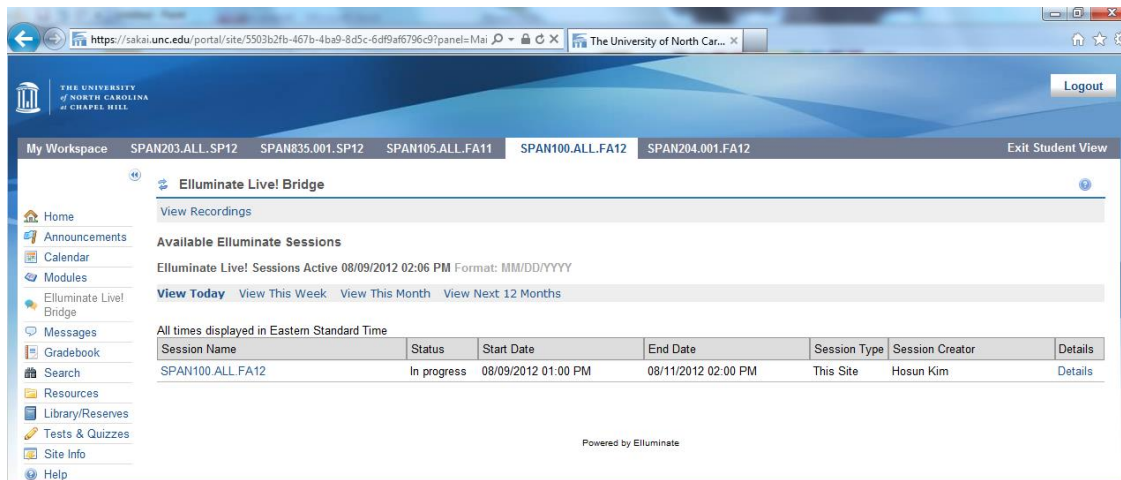 https://sakai.unc.edu/portal/site/5503b2fb-467b-4ba9-8d5c-6df9af6796c9?panel=Mai
The University of North Car...
THE UNIVERSITY
of NORTH CAROLINA
at CHAPEL HILL
Logout
My Workspace SPAN203.ALL.SP12 SPAN835.001.SP12 SPAN105.ALL.FA11 SPAN100.ALL.FA12 SPAN204.001.FA12 Exit Student View
Elluminate Live! Bridge
Home
Announcements
Calendar
Modules
Elluminate Live!
Bridge
Messages
Gradebook
Search
Resources
Library/Reserves
Tests & Quizzes
Site Info
Help
View Recordings
Available Elluminate Sessions
Elluminate Live! Sessions Active 08/09/2012 02:06 PM Format: MM/DD/YYYY
View Today View This Week View This Month View Next 12 Months
All times displayed in Eastern Standard Time
Session Name Status Start Date End Date Session Type Session Creator Details
SPAN100.ALL.FA12 In progress 08/09/2012 01:00 PM 08/11/2012 02:00 PM This Site Hosun Kim Details
Powered by Elluminate